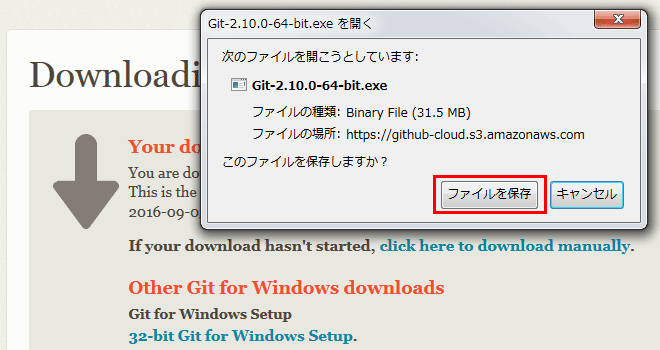 Git-2.10.0-64-bit.exe を開く
次のファイルを開こうとしています:
Git-2.10.0-64-bit.exe
ファイルの種類: Binary File (31.5 MB)
ファイルの場所: https://github-cloud.s3.amazonaws.com
このファイルを保存しますか？
ファイルを保存 キャンセル
Downloadi
Your do
You are do
This is the
2016-09-0
If your download hasn't started, click here to download manually.
Other Git for Windows downloads
Git for Windows Setup
32-bit Git for Windows Setup.